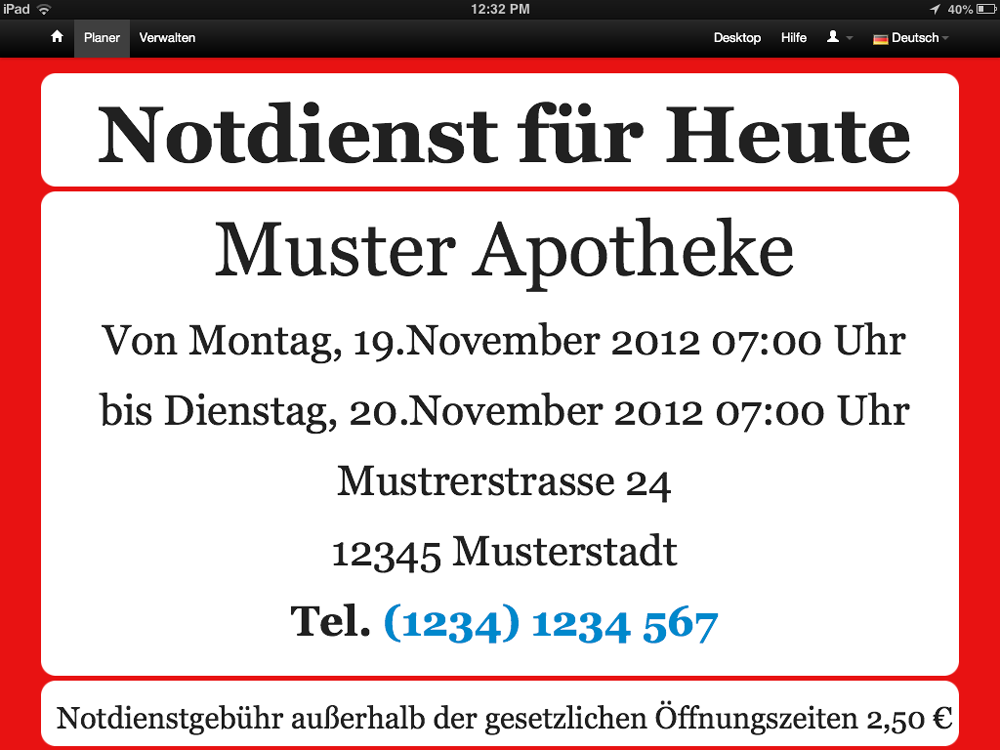 iPad 12:32 PM 40%
Planer Verwalten Desktop Hilfe Deutsch
Notdienst für Heute
Muster Apotheke
Von Montag, 19.November 2012 07:00 Uhr
bis Dienstag, 20.November 2012 07:00 Uhr
Mustrerstrasse 24
12345 Musterstadt
Tel. (1234) 1234 567
Notdienstgebühr außerhalb der gesetzlichen Öffnungszeiten 2,50 €